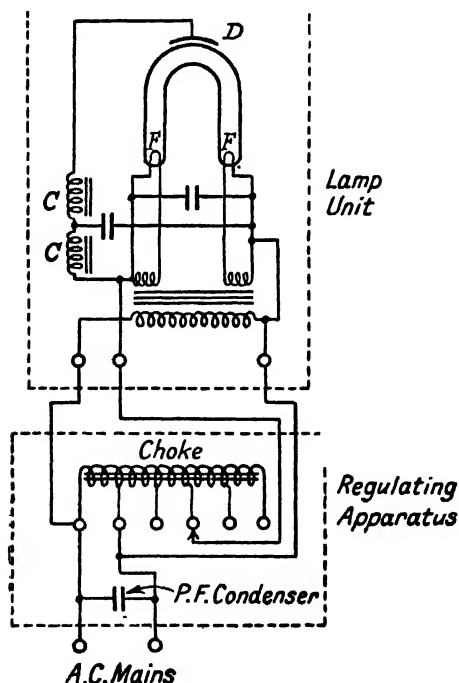 D
F F
Lamp
Unit
C
C
Choke
Regulating
Apparatus
P.F. Condenser
A.C. Mains